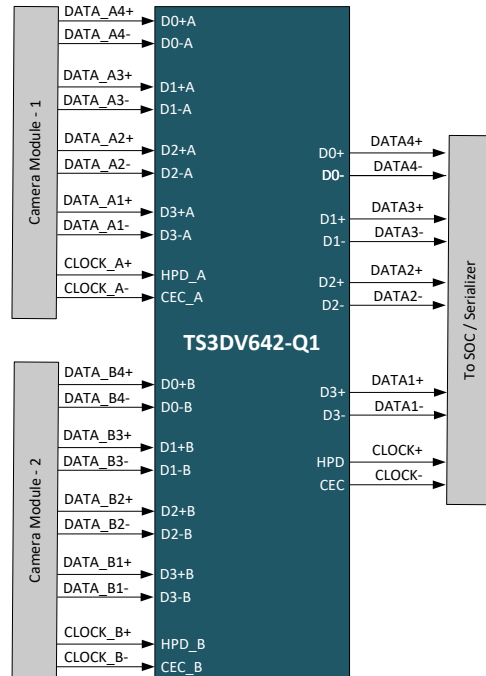 Camera Module - 1
DATA_A4+
DATA_A4-
DATA_A3+
DATA_A3-
DATA_A2+
DATA_A2-
DATA_A1+
DATA_A1-
CLOCK_A+
CLOCK_A-
D0+A
D0-A
D1+A
D1-A
D2+A
D2-A
D3+A
D3-A
HPD_A
CEC_A
TS3DV642-Q1
Camera Module - 2
DATA_B4+
DATA_B4-
DATA_B3+
DATA_B3-
DATA_B2+
DATA_B2-
DATA_B1+
DATA_B1-
CLOCK_B+
CLOCK_B-
D0+B
D0-B
D1+B
D1-B
D2+B
D2-B
D3+B
D3-B
HPD_B
CEC_B
D0+
D0-
D1+
D1-
D2+
D2-
D3+
D3-
HPD
CEC
DATA4+
DATA4-
DATA3+
DATA3-
DATA2+
DATA2-
DATA1+
DATA1-
CLOCK+
CLOCK-
To SOC / Serializer